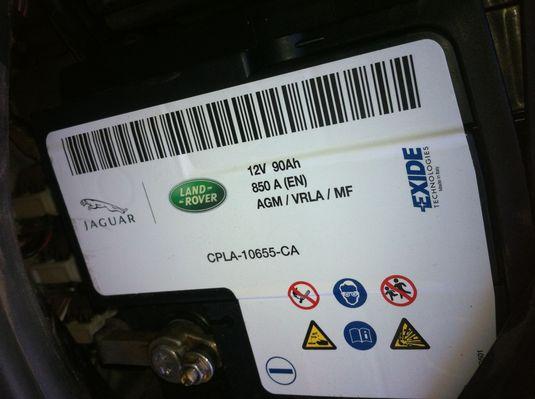 JAGUAR
LAND-
-ROVER
12V 90Ah
850 A (EN)
AGM / VRLA / MF
EXIDE
TECHNOLOGIES
Made in Italy
CPLA-10655-CA